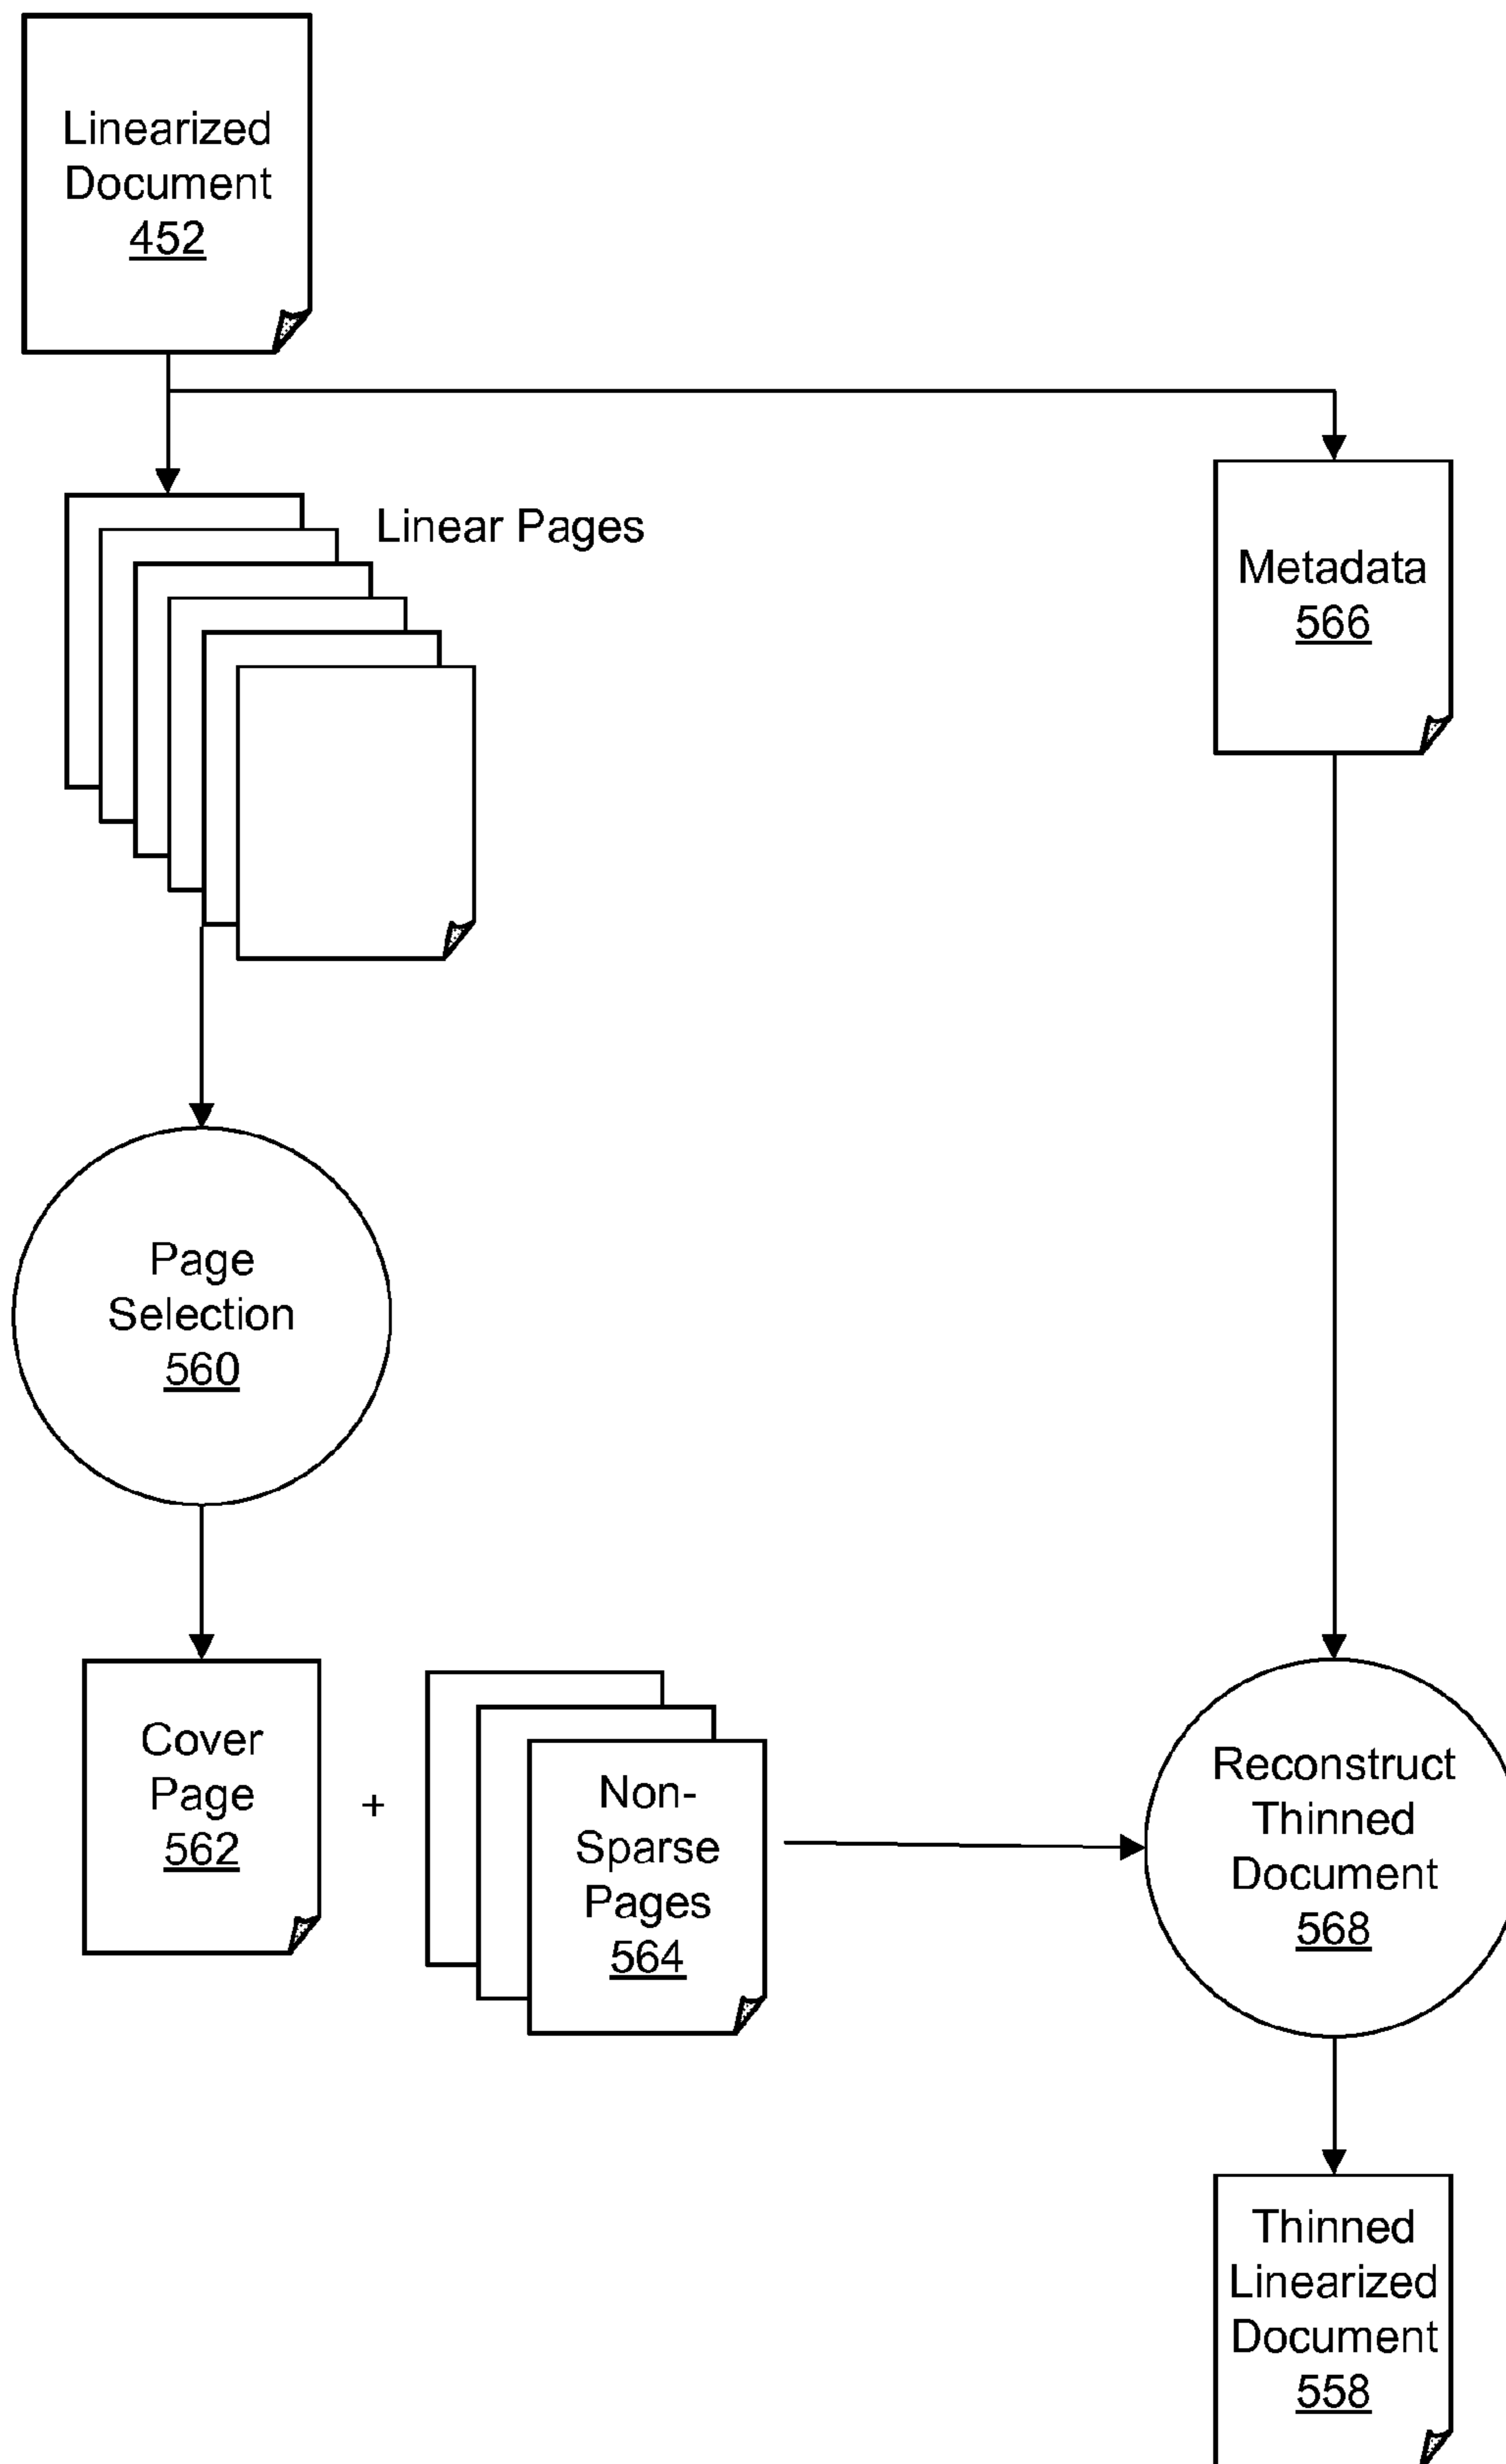 Linearized
Document
452
Linear Pages
Metadata
566
Page
Selection
560
Cover
Page
562
+
Non-
Sparse
Pages
564
Reconstruct
Thinned
Document
568
Thinned
Linearized
Document
558